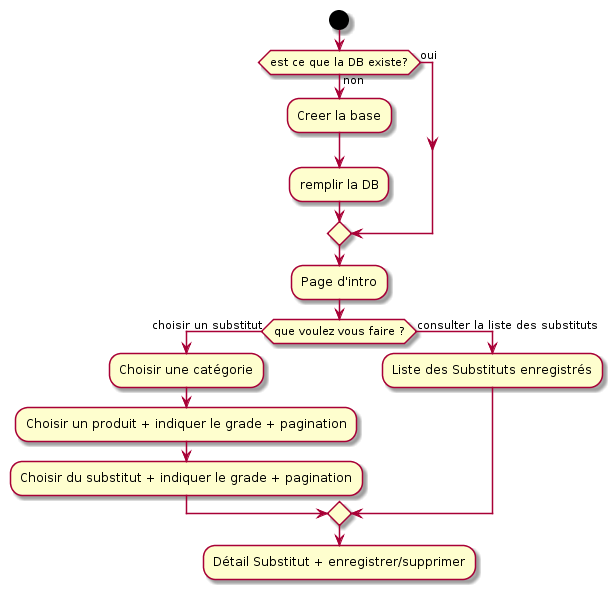 est ce que la DB existe?
oui
non
Creer la base
remplir la DB
Page d'intro
choisir un substitut
que voulez vous faire ?
consulter la liste des substituts
Choisir une catégorie
Liste des Substituts enregistrés
Choisir un produit + indiquer le grade + pagination
Choisir du substitut + indiquer le grade + pagination
Détail Substitut + enregistrer/supprimer